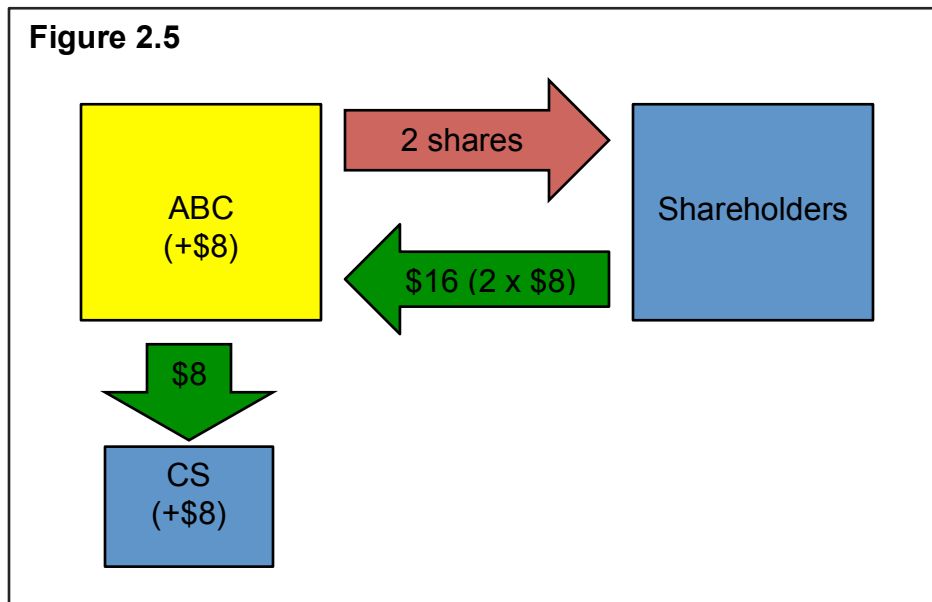 Figure 2.5
2 shares
ABC
(+$8)
Shareholders
$16 (2 x $8)
$8
CS
(+$8)